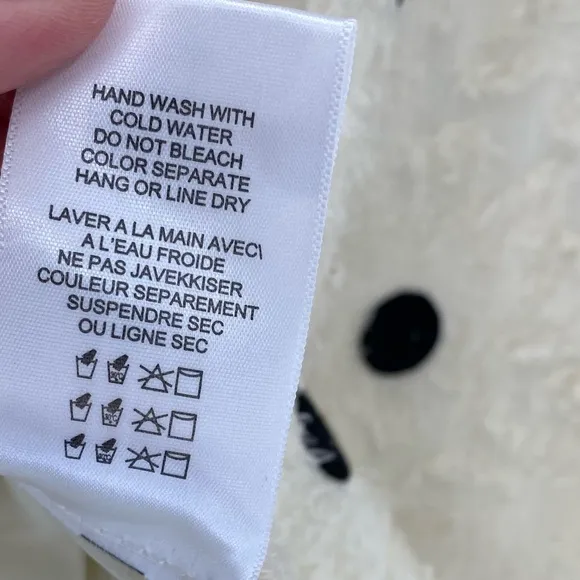 HAND WASH WITH
COLD WATER
DO NOT BLEACH
COLOR SEPARATE
HANG OR LINE DRY
LAVER A LA MAIN AVEC\
A L'EAU FROIDE
NE PAS JAVEKKISER
COULEUR SEPAREMENT
SUSPENDRE SEC
OU LIGNE SEC